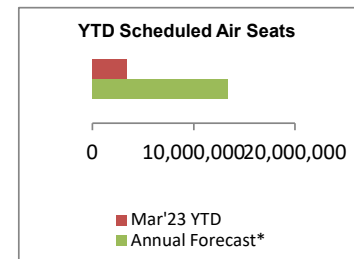 YTD Scheduled Air Seats
0 10,000,000 20,000,000
Mar'23 YTD
Annual Forecast*